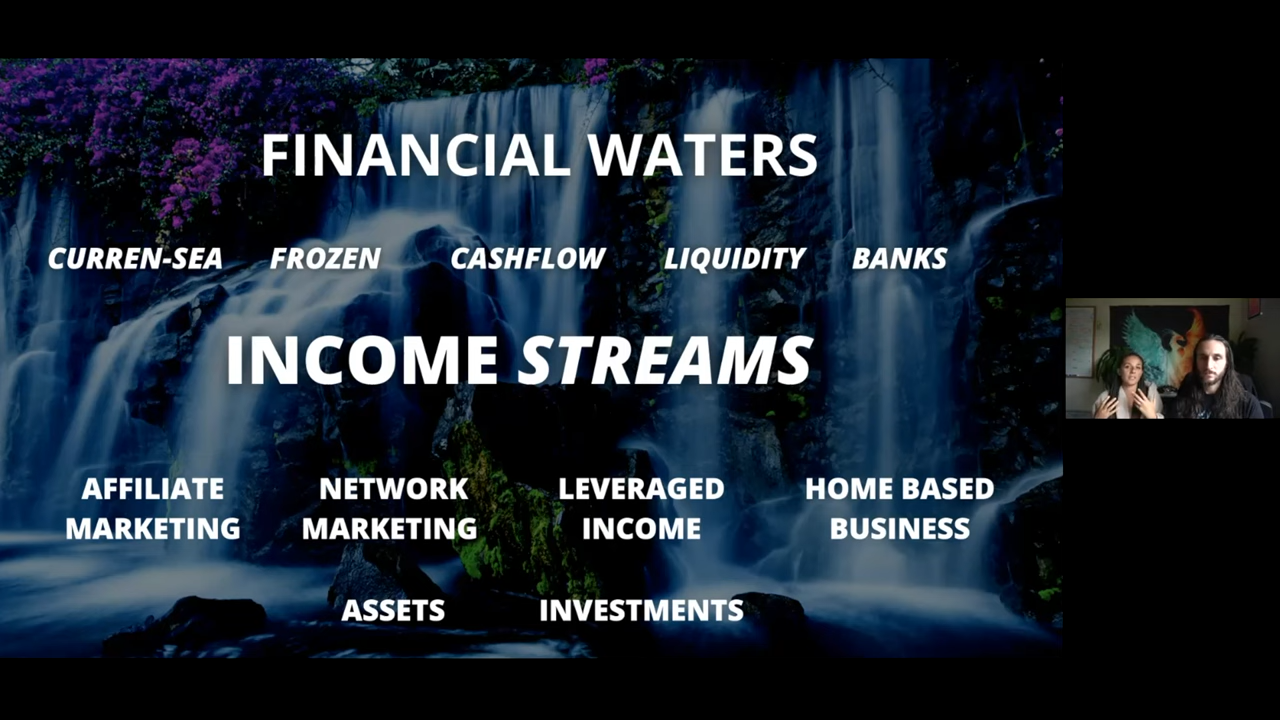 FINANCIAL WATERS
CURREN-SEA FROZEN CASHFLOW LIQUIDITY BANKS
INCOME STREAMS
AFFILIATE MARKETING
NETWORK MARKETING
LEVERAGED INCOME
HOME BASED BUSINESS
ASSETS INVESTMENTS